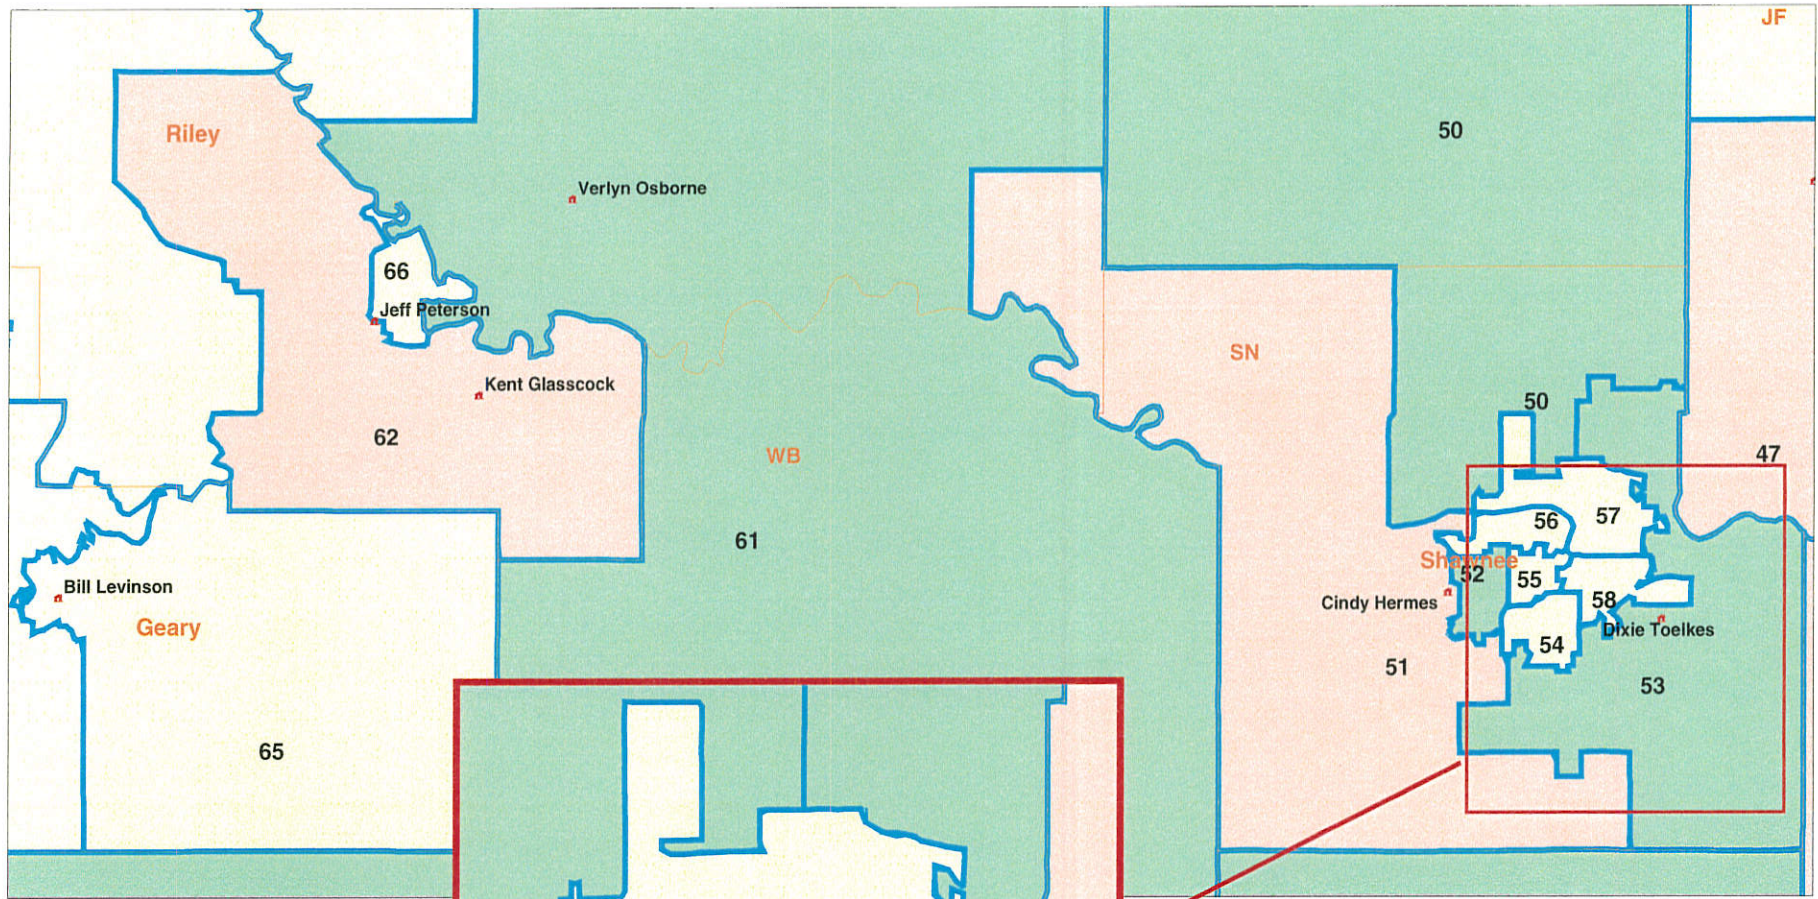 JF
50
Riley
Verlyn Osborne
66
Jeff Peterson
SN
Kent Glasscock
50
62
WB
47
57
56
61
Shawnee
52
55
Bill Levinson
Cindy Hermes
58
Geary
Dixie Toelkes
54
51
53
65